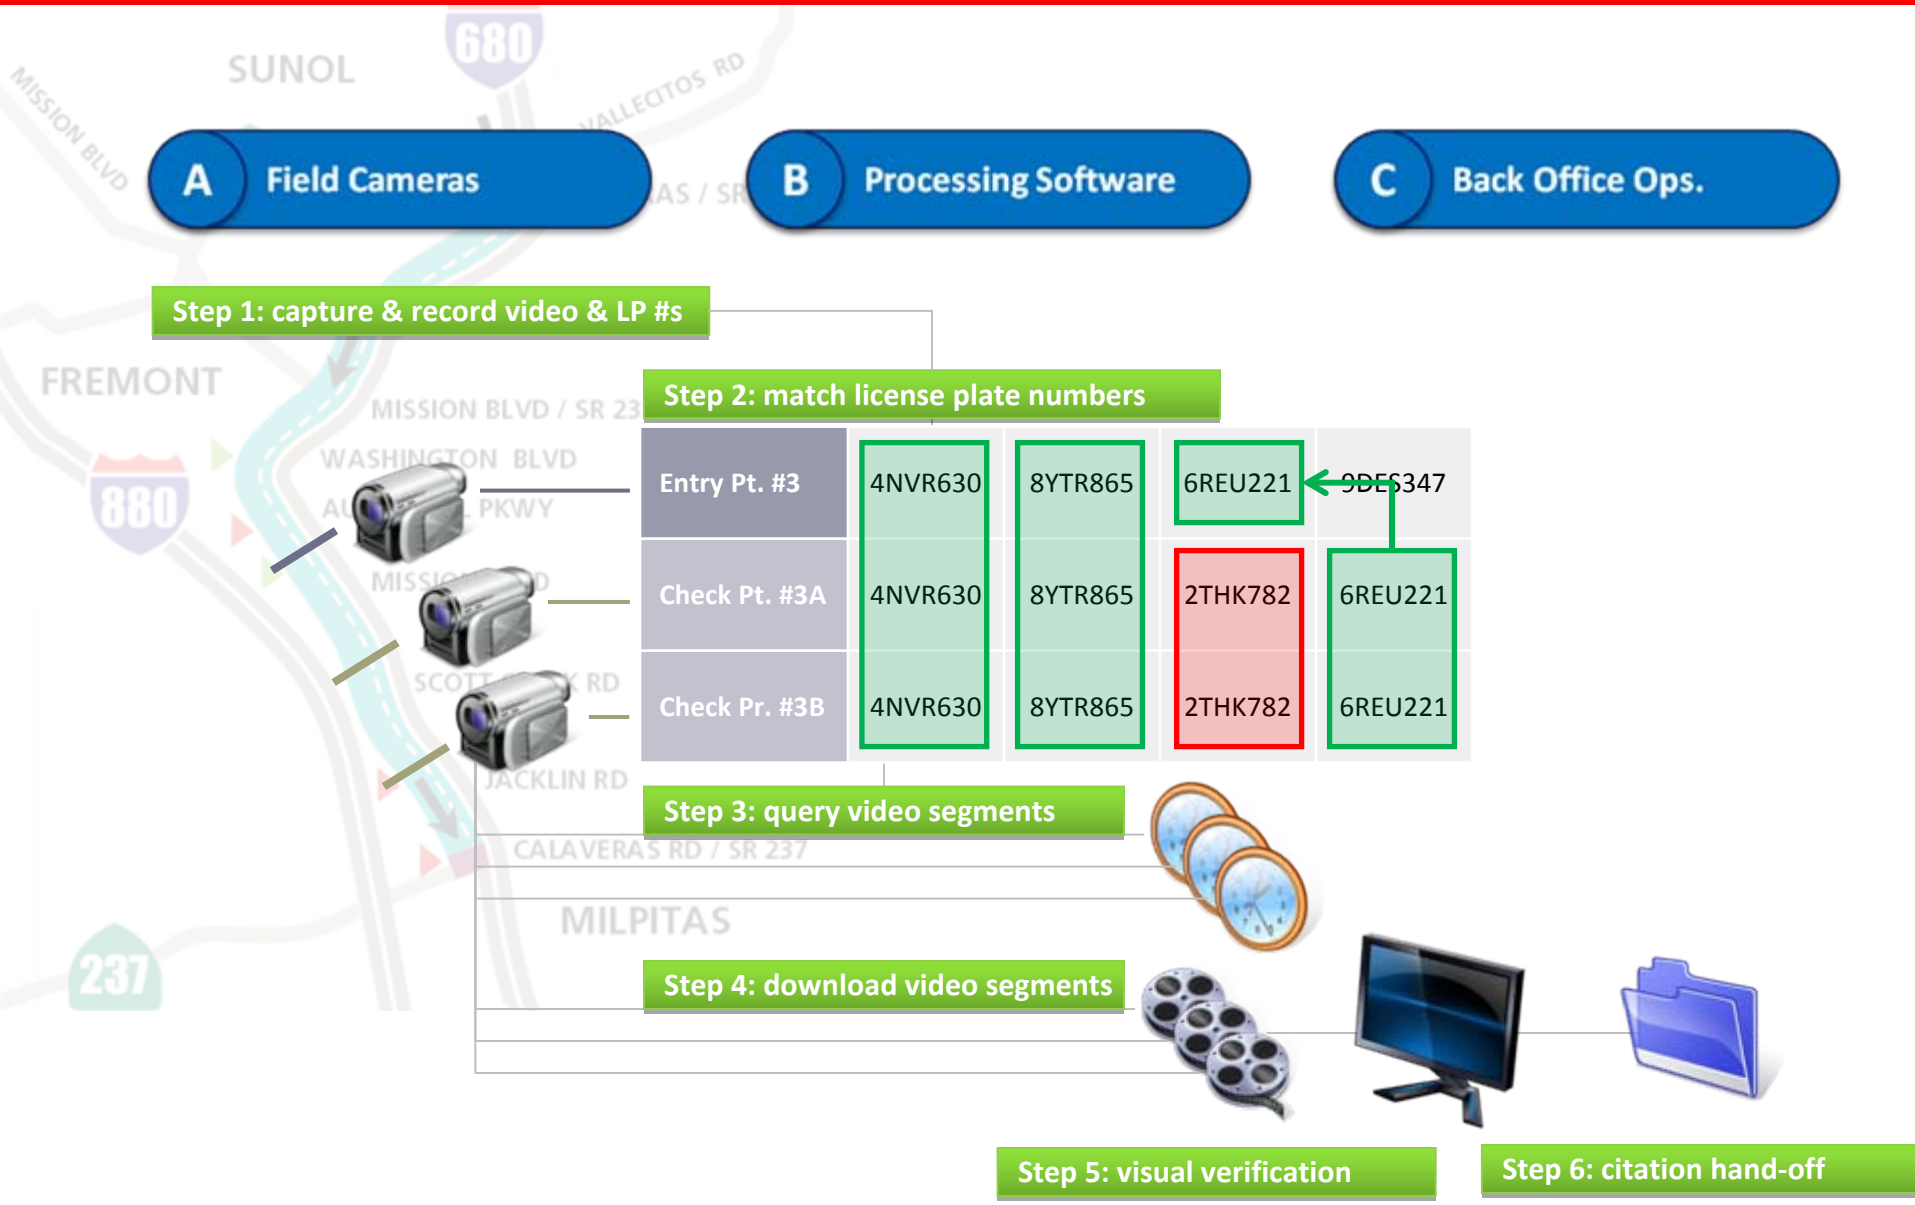 680
SUNOL
MISSION BLVD
VALLECITOS RD
A Field Cameras
B Processing Software
C Back Office Ops.
AS / SR
Step 1: capture & record video & LP #s
FREMONT
Step 2: match license plate numbers
MISSION BLVD / SR 23
WASHINGTON BLVD
Entry Pt. #3 4NVR630 8YTR865 6REU221 9DES347
880
PKWY
Check Pt. #3A 4NVR630 8YTR865 2THK782 6REU221
Check Pr. #3B 4NVR630 8YTR865 2THK782 6REU221
RD
JACKLIN RD
Step 3: query video segments
CALAVERAS RD / SR 237
MILPITAS
237
Step 4: download video segments
Step 5: visual verification
Step 6: citation hand-off